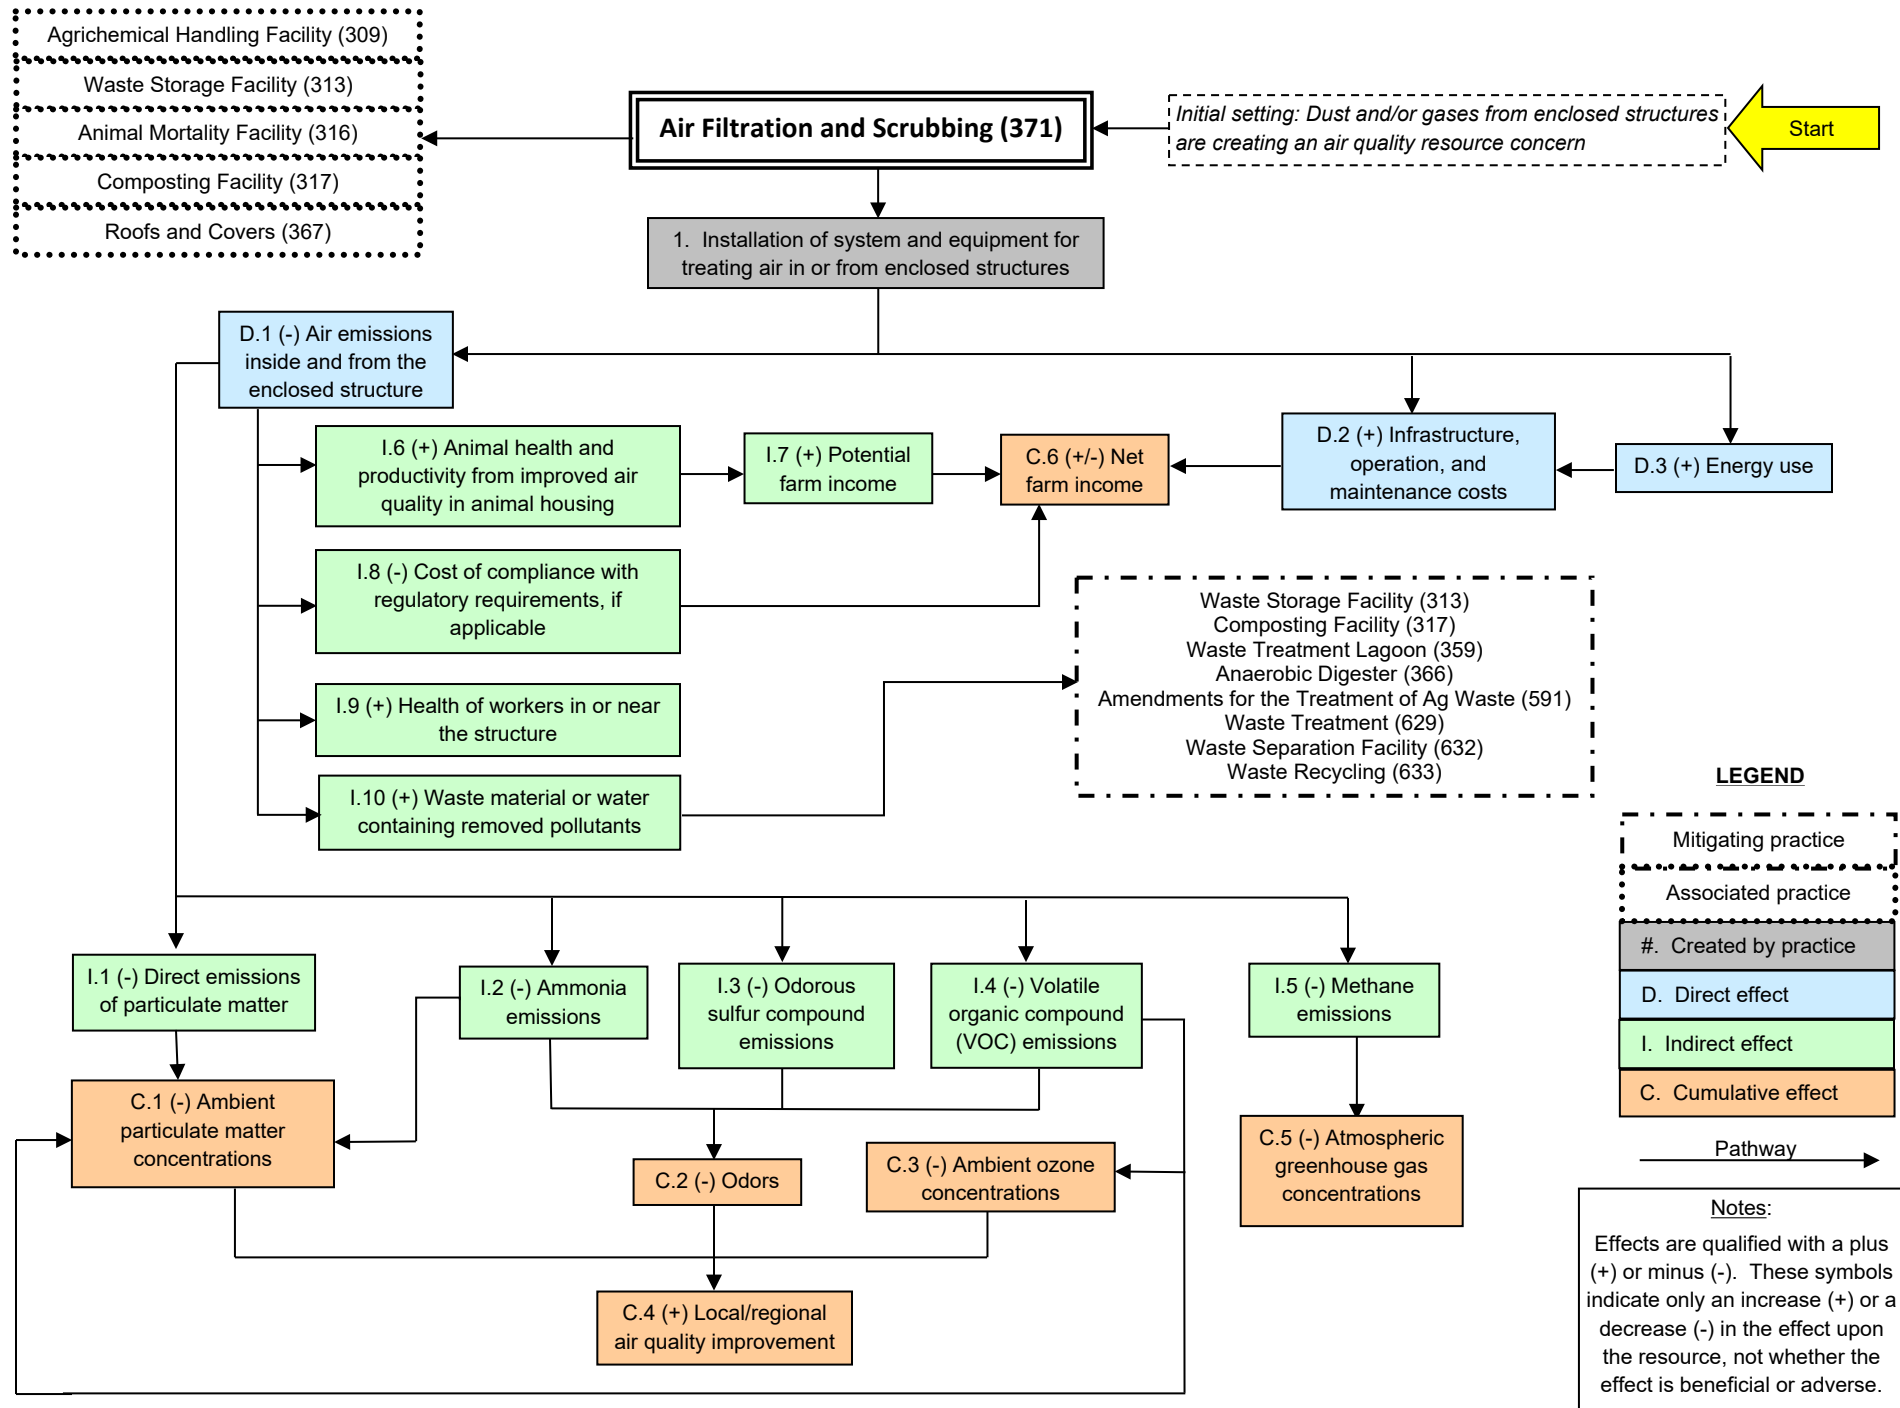 Agrichemical Handling Facility (309)
Waste Storage Facility (313)
Animal Mortality Facility (316)
Composting Facility (317)
Roofs and Covers (367)
Air Filtration and Scrubbing (371)
Initial setting: Dust and/or gases from enclosed structures
are creating an air quality resource concern
Start
1. Installation of system and equipment for
treating air in or from enclosed structures
D.1 (-) Air emissions
inside and from the
enclosed structure
I.6 (+) Animal health and
productivity from improved air
quality in animal housing
I.7 (+) Potential
farm income
C.6 (+/-) Net
farm income
D.2 (+) Infrastructure,
operation, and
maintenance costs
D.3 (+) Energy use
I.8 (-) Cost of compliance with
regulatory requirements, if
applicable
I.9 (+) Health of workers in or near
the structure
I.10 (+) Waste material or water
containing removed pollutants
Waste Storage Facility (313)
Composting Facility (317)
Waste Treatment Lagoon (359)
Anaerobic Digester (366)
Amendments for the Treatment of Ag Waste (591)
Waste Treatment (629)
Waste Separation Facility (632)
Waste Recycling (633)
I.1 (-) Direct emissions
of particulate matter
I.2 (-) Ammonia
emissions
I.3 (-) Odorous
sulfur compound
emissions
I.4 (-) Volatile
organic compound
(VOC) emissions
I.5 (-) Methane
emissions
C.1 (-) Ambient
particulate matter
concentrations
C.2 (-) Odors
C.3 (-) Ambient ozone
concentrations
C.5 (-) Atmospheric
greenhouse gas
concentrations
C.4 (+) Local/regional
air quality improvement
LEGEND
Mitigating practice
Associated practice
#. Created by practice
D. Direct effect
I. Indirect effect
C. Cumulative effect
Pathway
Notes:
Effects are qualified with a plus
(+) or minus (-). These symbols
indicate only an increase (+) or a
decrease (-) in the effect upon
the resource, not whether the
effect is beneficial or adverse.